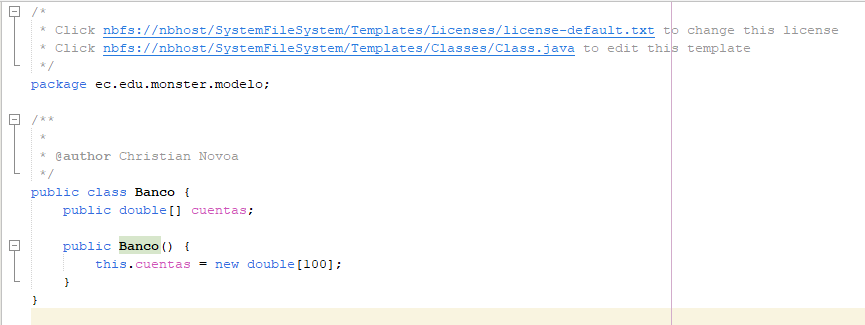 /*
 * Click nbfs://nbhost/SystemFileSystem/Templates/Licenses/license-default.txt to change this license
 * Click nbfs://nbhost/SystemFileSystem/Templates/Classes/Class.java to edit this template
 */
package ec.edu.monster.modelo;

/**
 *
 * @author Christian Novoa
 */
public class Banco {
    public double[] cuentas;

    public Banco() {
        this.cuentas = new double[100];
    }
}